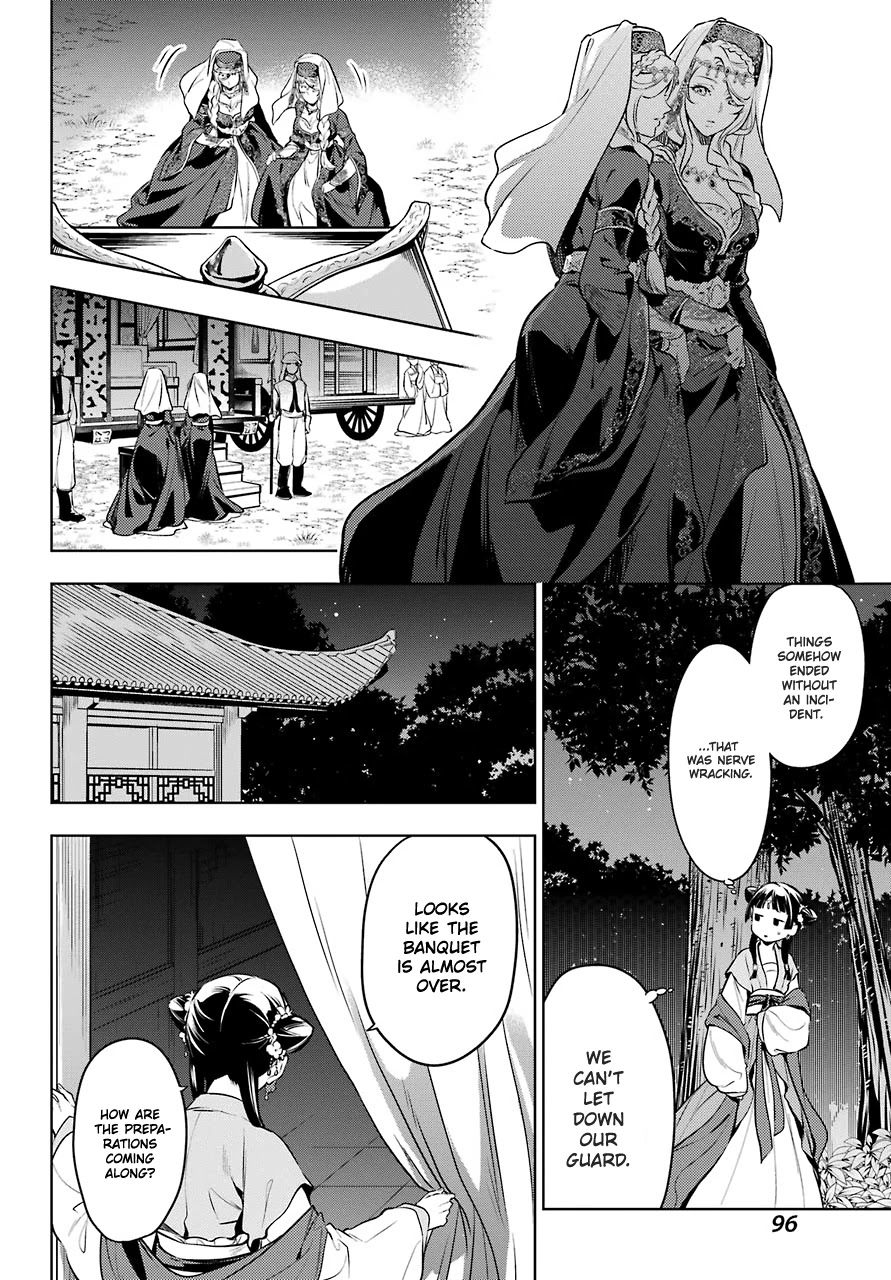 THINGS
SOMEHOW
ENDED
WITHOUT
AN INCI-
DENT.
...THAT
WAS NERVE
WRACKING.
WE
CAN'T
LET
DOWN
OUR
GUARD.
LOOKS
LIKE THE
BANQUET
IS ALMOST
OVER.
HOW ARE
THE PREPA-
RATIONS
COMING
ALONG?
96